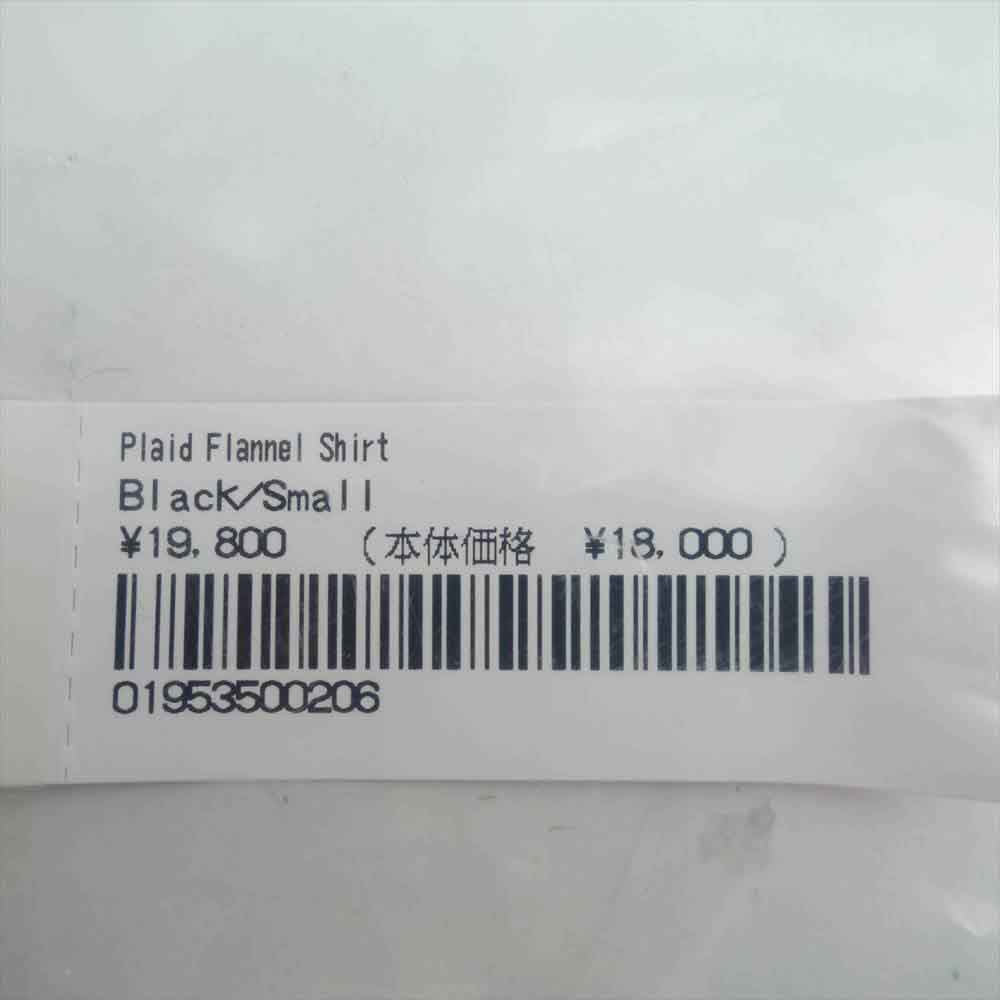 Plaid Flannel Shirt
Black/Small
¥19,800 (本体価格 ¥18,000)
01953500206